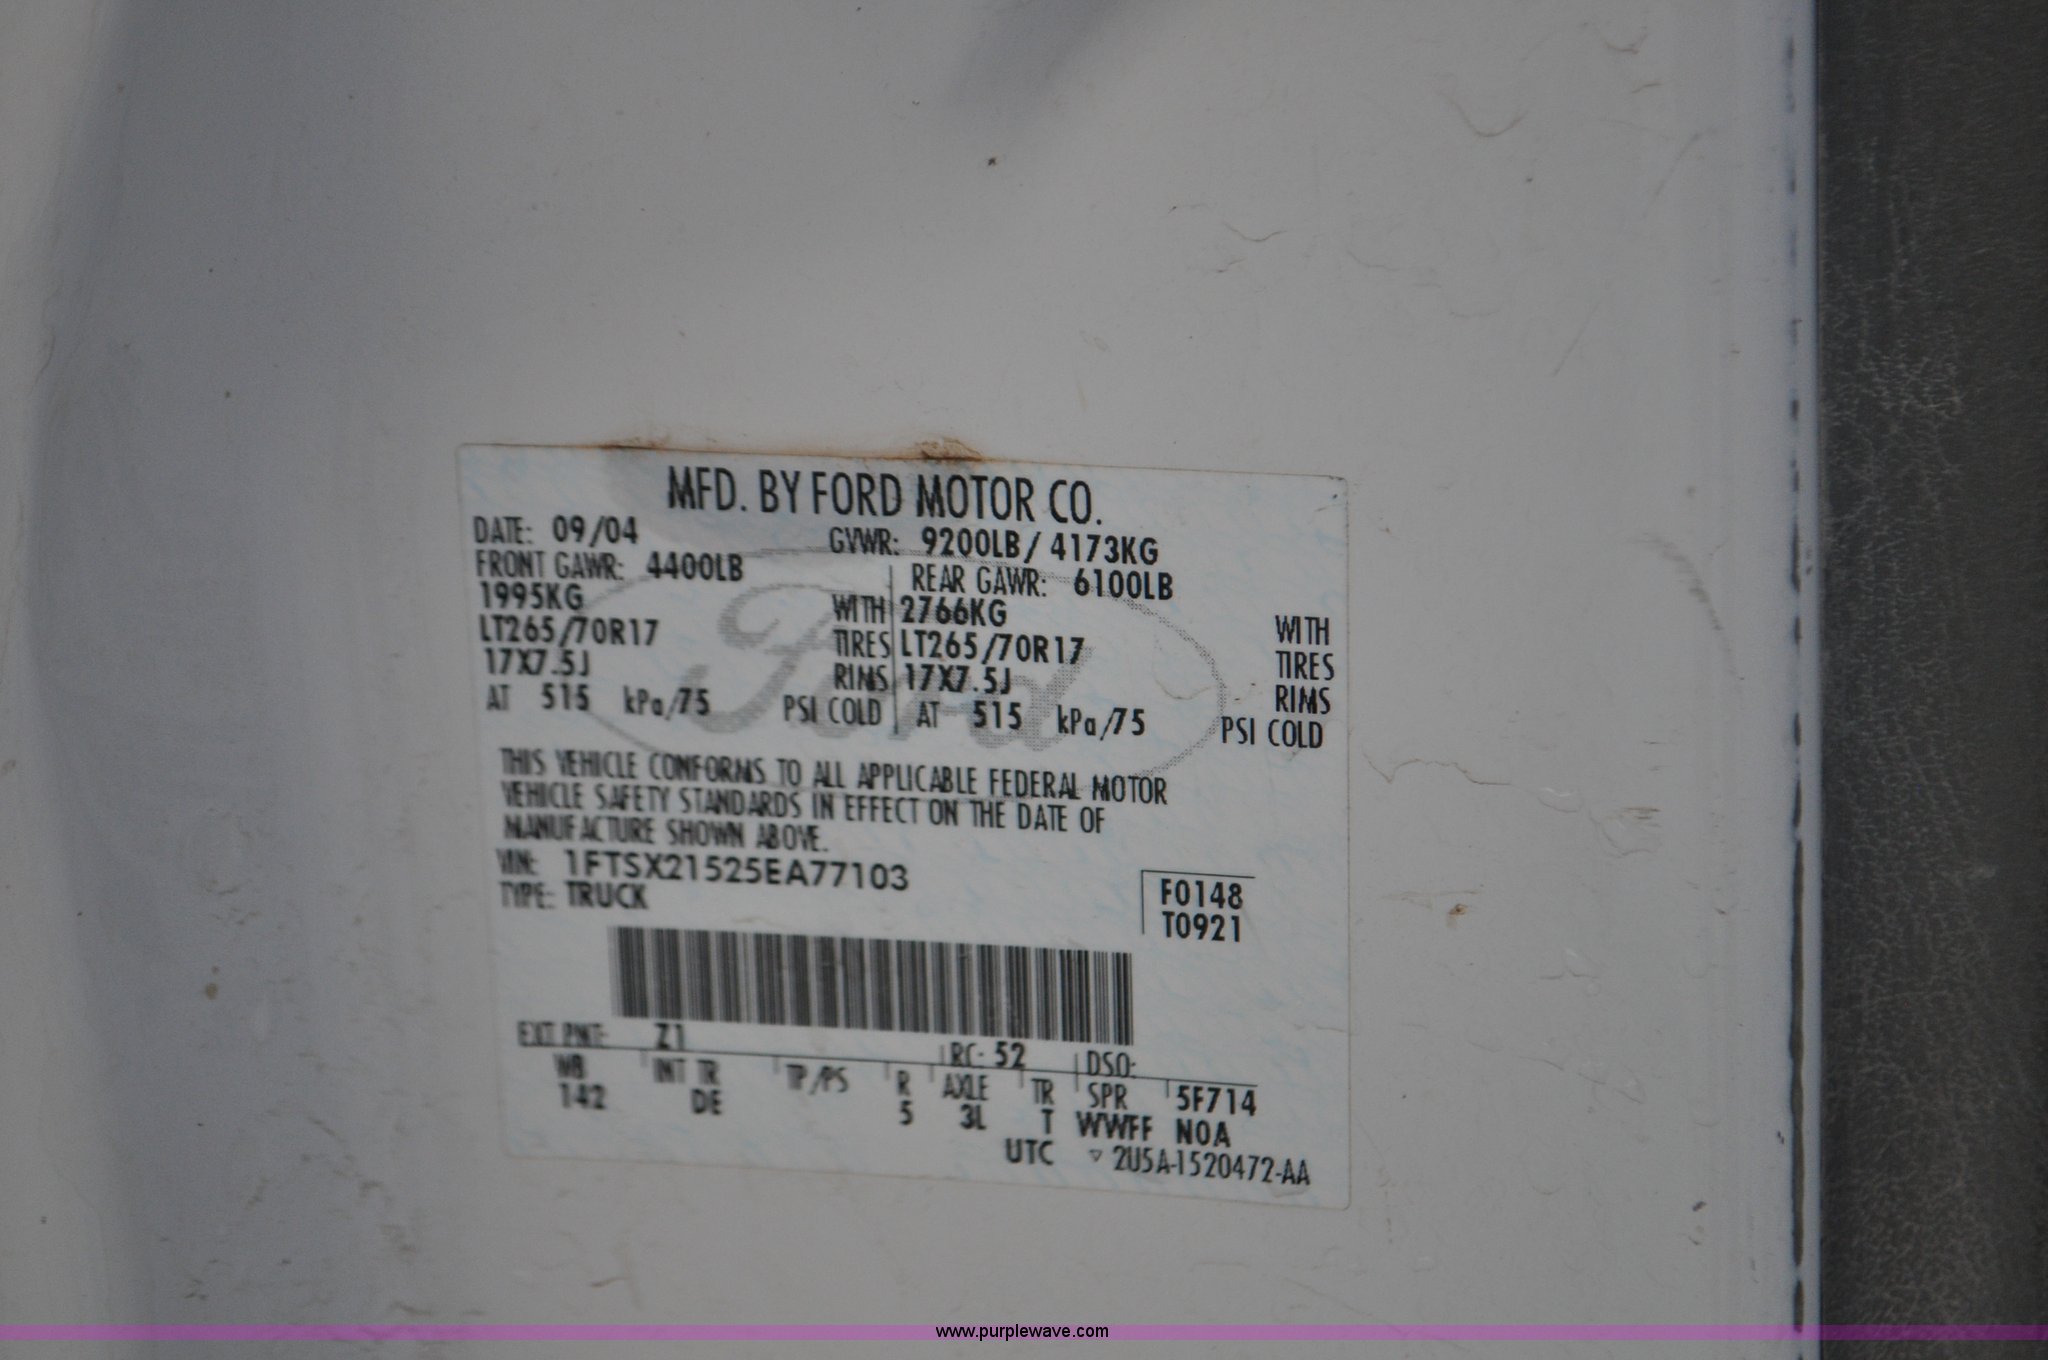 MFD. BY FORD MOTOR CO.
DATE: 09/04 GVWR: 9200LB/ 4173KG
FRONT GAWR: 4400LB REAR GAWR: 6100LB
1995KG WITH 2766KG WITH
LT265/70R17 TIRES LT265/70R17 TIRES
17X7.5J RIMS 17X7.5J RIMS
AT 515 kPa/75 PSI COLD AT 515 kPa/75 PSI COLD
THIS VEHICLE CONFORMS TO ALL APPLICABLE FEDERAL MOTOR
VEHICLE SAFETY STANDARDS IN EFFECT ON THE DATE OF
MANUFACTURE SHOWN ABOVE.
VIN: 1FTSX21525EA77103
TYPE: TRUCK
F0148
T0921
EXT PNT: Z1 RC: 52 DSO:
WB INT TR TP/PS R AXLE TR SPR 5F714
142 DE 5 3L T WWFF NOA
UTC ▽ 2U5A-1520472-AA
Ford
www.purplewave.com